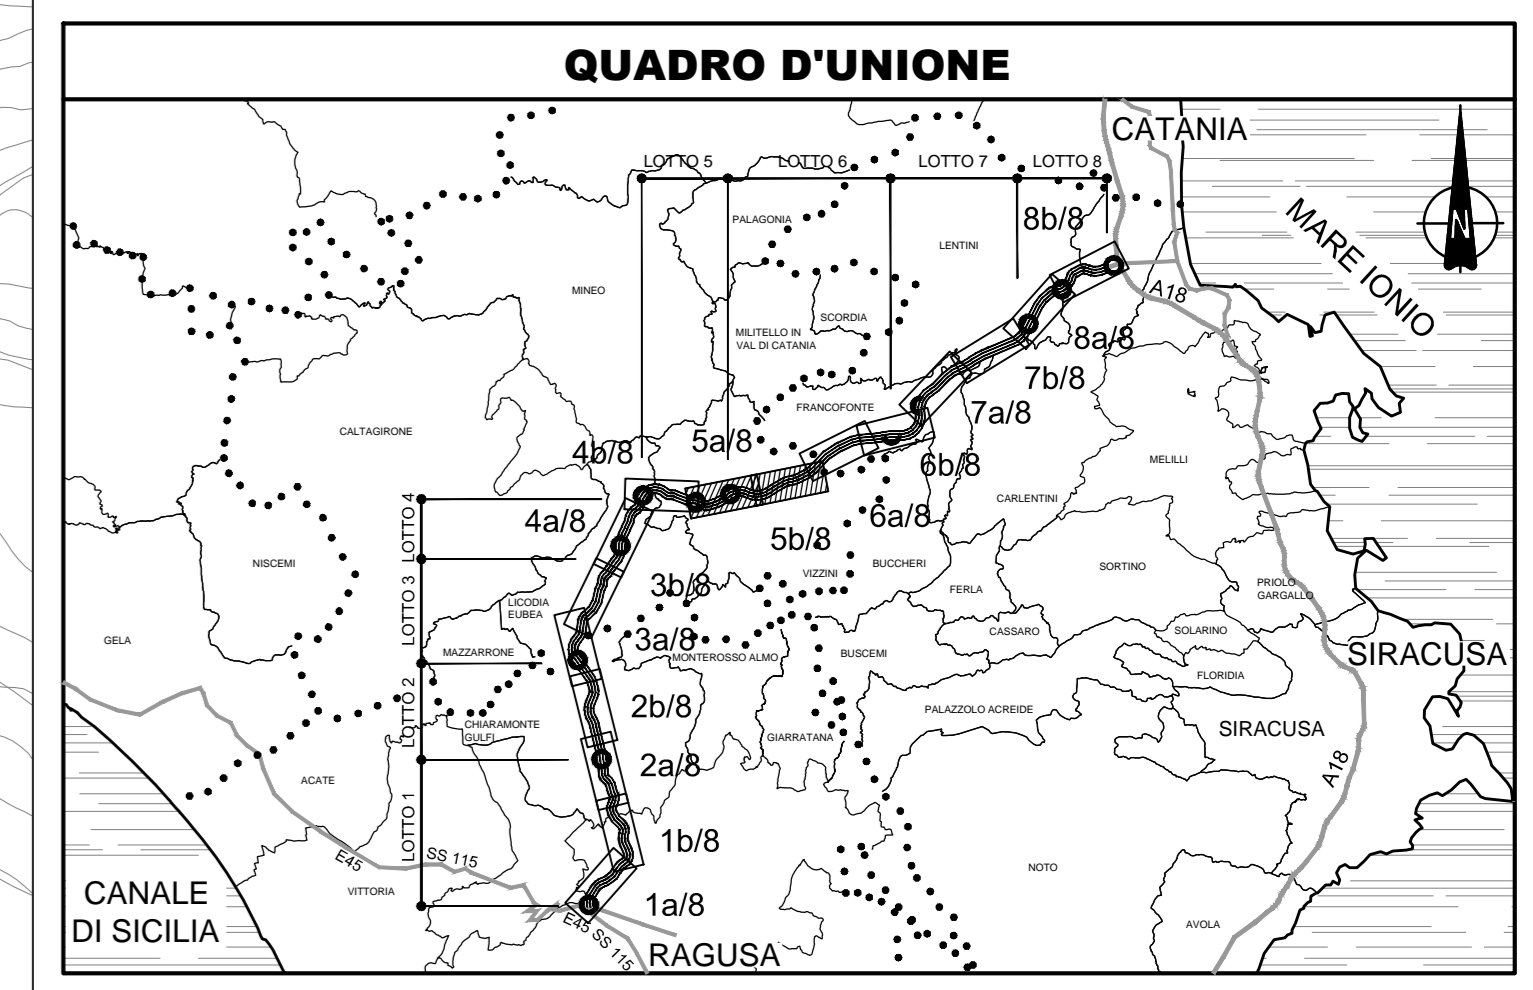 QUADRO D'UNIONE
CATANIA
LOTTO 5
LOTTO 6
LOTTO 7
LOTTO 8
8b/8
PALAGONIA
LENTINI
MARE IONIO
N
MINEO
A18
SCORDIA
MILITELLO IN
VAL DI CATANIA
8a/8
7b/8
FRANCOFONTE
7a/8
CALTAGIRONE
4b/8
5a/8
6b/8
MELILLI
CARLENTINI
LOTTO 4
4a/8
6a/8
5b/8
NISCEMI
VIZZINI
BUCCHERI
SORTINO
FERLA
PRIOLO
GARGALLO
3b/8
LOTTO 3
LICODIA
EUBEA
GELA
CASSARO
SOLARINO
3a/8
MAZZARRONE
MONTEROSSO ALMO
BUSCEMI
SIRACUSA
FLORIDIA
LOTTO 2
2b/8
PALAZZOLO ACREIDE
CHIARAMONTE
GULFI
GIARRATANA
SIRACUSA
2a/8
A18
ACATE
LOTTO 1
1b/8
E45
SS 115
NOTO
VITTORIA
CANALE
DI SICILIA
1a/8
E45 SS 115
AVOLA
RAGUSA